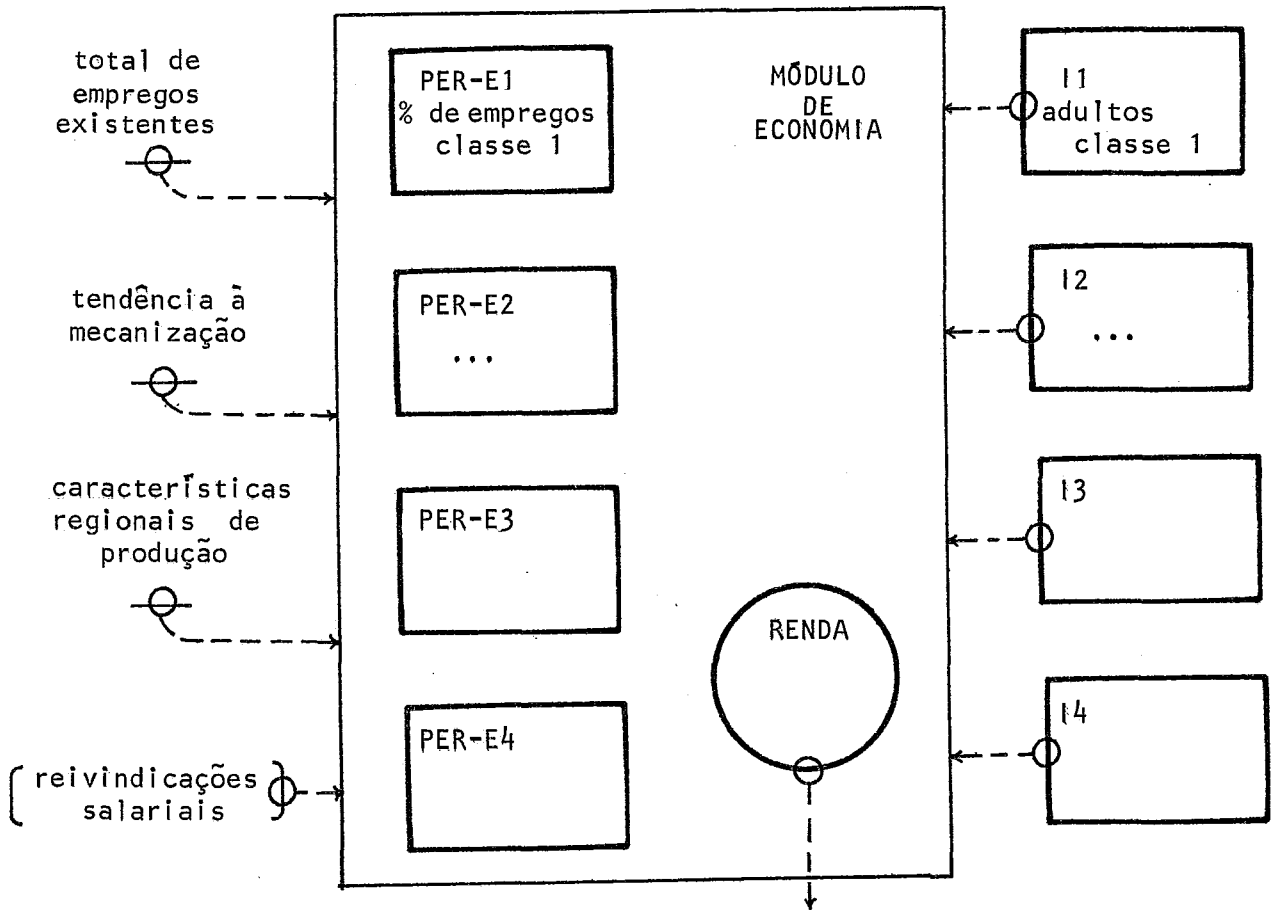 total de
empregos
existentes
tendência à
mecanização
características
regionais de
produção
reivindicações
salariais
PER-E1
% de empregos
classe 1
PER-E2
...
PER-E3
PER-E4
MÓDULO
DE
ECONOMIA
RENDA
I1
adultos
classe 1
I2
...
I3
I4